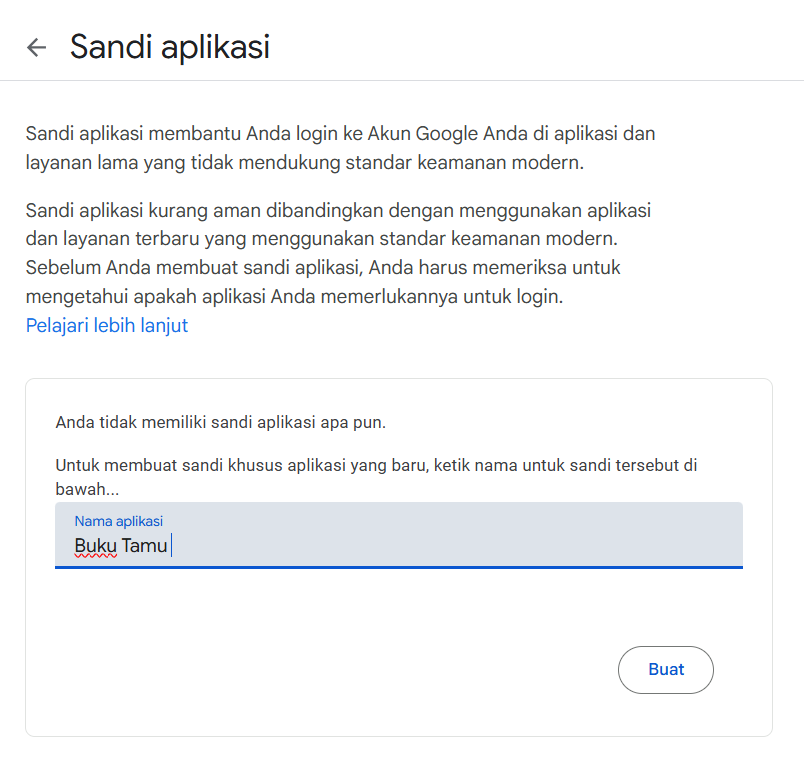 Sandi aplikasi
Sandi aplikasi membantu Anda login ke Akun Google Anda di aplikasi dan
layanan lama yang tidak mendukung standar keamanan modern.
Sandi aplikasi kurang aman dibandingkan dengan menggunakan aplikasi
dan layanan terbaru yang menggunakan standar keamanan modern.
Sebelum Anda membuat sandi aplikasi, Anda harus memeriksa untuk
mengetahui apakah aplikasi Anda memerlukannya untuk login.
Pelajari lebih lanjut
Anda tidak memiliki sandi aplikasi apa pun.
Untuk membuat sandi khusus aplikasi yang baru, ketik nama untuk sandi tersebut di
bawah...
Nama aplikasi
Buku Tamu
Buat